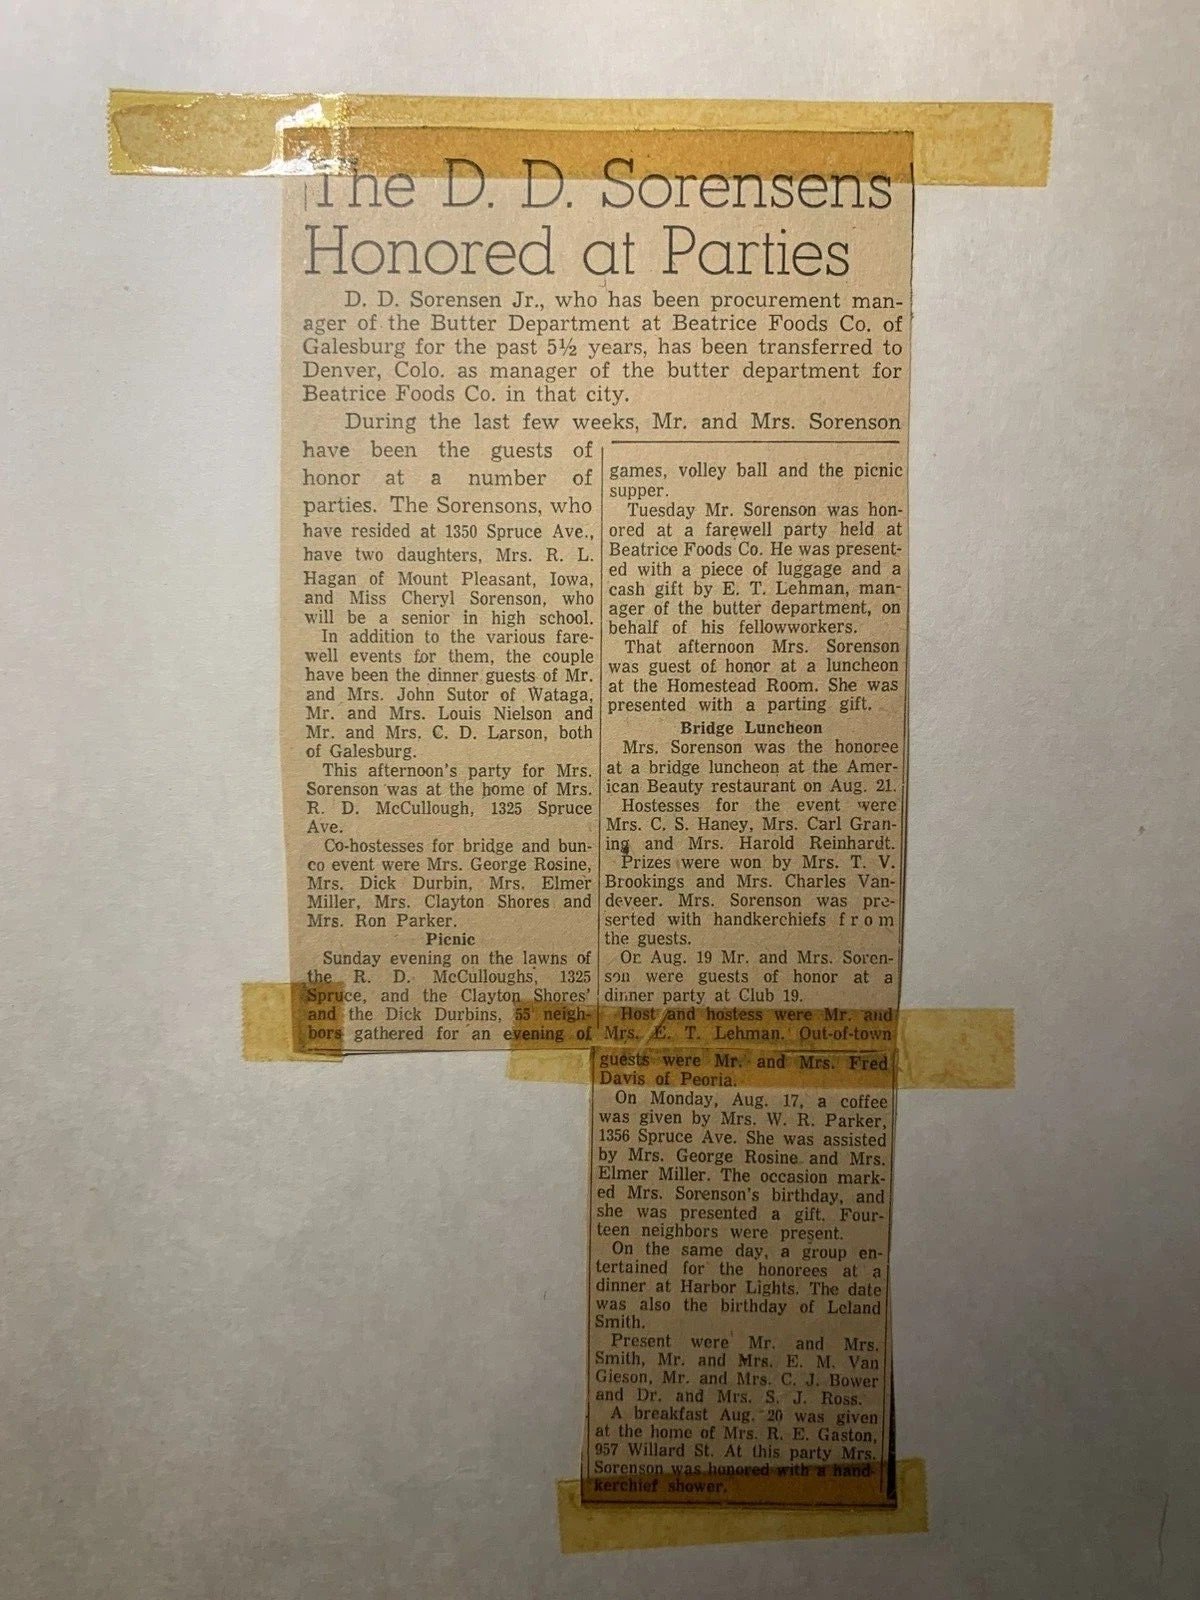 The D. D. Sorensens
Honored at Parties
D. D. Sorensen Jr., who has been procurement man-
ager of the Butter Department at Beatrice Foods Co. of
Galesburg for the past 5½ years, has been transferred to
Denver, Colo. as manager of the butter department for
Beatrice Foods Co. in that city.
During the last few weeks, Mr. and Mrs. Sorenson
have been the guests of
honor at a number of
parties. The Sorensons, who
have resided at 1350 Spruce Ave.,
have two daughters, Mrs. R. L.
Hagan of Mount Pleasant, Iowa,
and Miss Cheryl Sorenson, who
will be a senior in high school.
In addition to the various fare-
well events for them, the couple
have been the dinner guests of Mr.
and Mrs. John Sutor of Wataga,
Mr. and Mrs. Louis Nielson and
Mr. and Mrs. C. D. Larson, both
of Galesburg.
This afternoon's party for Mrs.
Sorenson was at the home of Mrs.
R. D. McCullough, 1325 Spruce
Ave.
Co-hostesses for bridge and bun-
co event were Mrs. George Rosine,
Mrs. Dick Durbin, Mrs. Elmer
Miller, Mrs. Clayton Shores and
Mrs. Ron Parker.
Picnic
Sunday evening on the lawns of
the R. D. McCulloughs, 1325
Spruce, and the Clayton Shores'
and the Dick Durbins, 55 neigh-
bors gathered for an evening of
games, volley ball and the picnic
supper.
Tuesday Mr. Sorenson was hon-
ored at a farewell party held at
Beatrice Foods Co. He was present-
ed with a piece of luggage and a
cash gift by E. T. Lehman, man-
ager of the butter department, on
behalf of his fellowworkers.
That afternoon Mrs. Sorenson
was guest of honor at a luncheon
at the Homestead Room. She was
presented with a parting gift.
Bridge Luncheon
Mrs. Sorenson was the honoree
at a bridge luncheon at the Amer-
ican Beauty restaurant on Aug. 21.
Hostesses for the event were
Mrs. C. S. Haney, Mrs. Carl Gran-
ing and Mrs. Harold Reinhardt.
Prizes were won by Mrs. T. V.
Brookings and Mrs. Charles Van-
deveer. Mrs. Sorenson was pre-
serted with handkerchiefs from
the guests.
On Aug. 19 Mr. and Mrs. Soren-
son were guests of honor at a
dinner party at Club 19.
Host and hostess were Mr. and
Mrs. E. T. Lehman. Out-of-town
guests were Mr. and Mrs. Fred
Davis of Peoria.
On Monday, Aug. 17, a coffee
was given by Mrs. W. R. Parker,
1356 Spruce Ave. She was assisted
by Mrs. George Rosine and Mrs.
Elmer Miller. The occasion mark-
ed Mrs. Sorenson's birthday, and
she was presented a gift. Four-
teen neighbors were present.
On the same day, a group en-
tertained for the honorees at a
dinner at Harbor Lights. The date
was also the birthday of Leland
Smith.
Present were Mr. and Mrs.
Smith, Mr. and Mrs. E. M. Van
Gieson, Mr. and Mrs. C. J. Bower
and Dr. and Mrs. S. J. Ross.
A breakfast Aug. 20 was given
at the home of Mrs. R. E. Gaston,
957 Willard St. At this party Mrs.
Sorenson was honored with a hand-
kerchief shower.